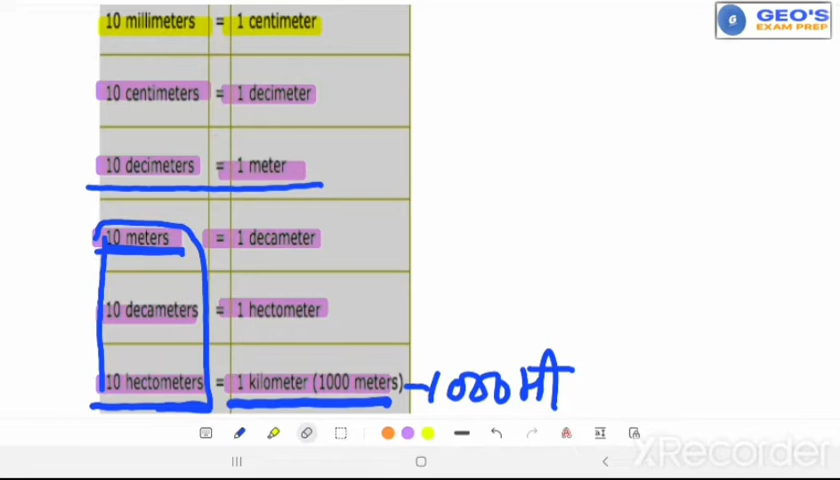 10 millimeters = 1 centimeter
G GEO'S
EXAM PREP
10 centimeters = 1 decimeter
10 decimeters = 1 meter
10 meters = 1 decameter
10 decameters = 1 hectometer
10 hectometers = 1 kilometer (1000 meters) - 1000
XRecorder